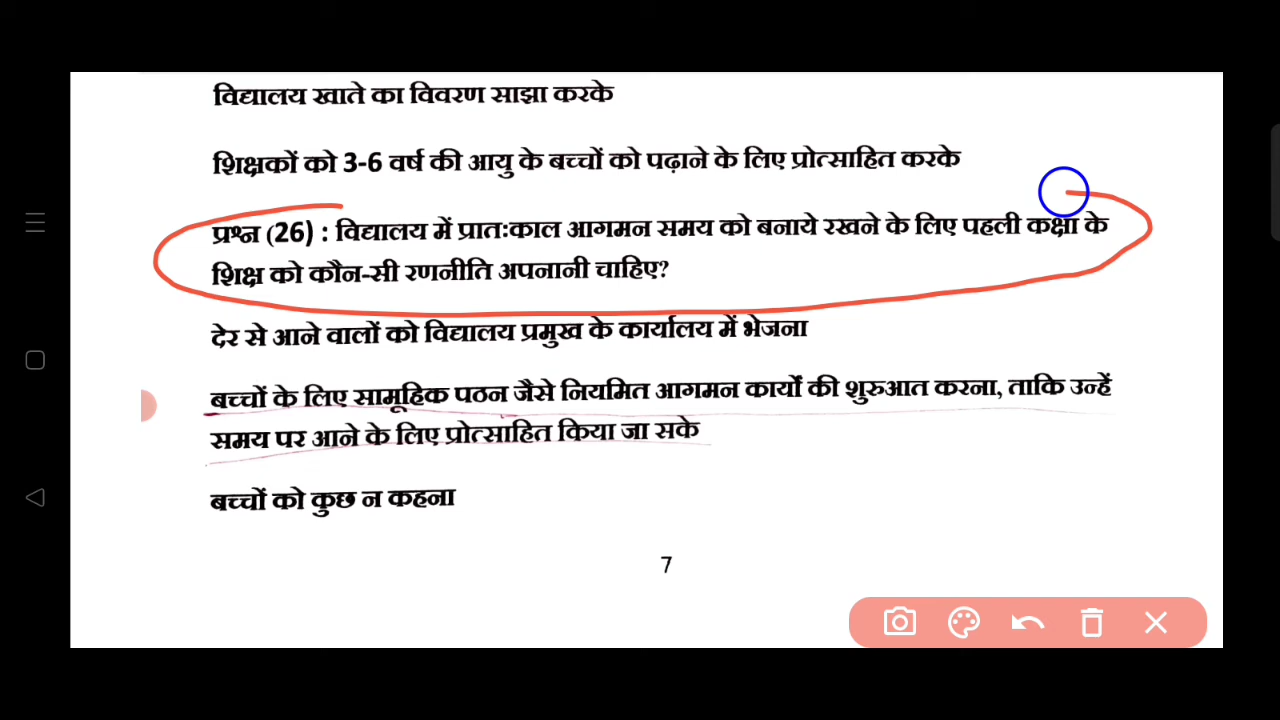 विद्यालय खाते का विवरण साझा करके
शिक्षकों को 3-6 वर्ष की आयु के बच्चों को पढ़ाने के लिए प्रोत्साहित करके
प्रश्न (26) : विद्यालय में प्रातःकाल आगमन समय को बनाये रखने के लिए पहली कक्षा के
शिक्ष को कौन-सी रणनीति अपनानी चाहिए?
देर से आने वालों को विद्यालय प्रमुख के कार्यालय में भेजना
बच्चों के लिए सामूहिक पठन जैसे नियमित आगमन कार्यों की शुरुआत करना, ताकि उन्हें
समय पर आने के लिए प्रोत्साहित किया जा सके
बच्चों को कुछ न कहना
7